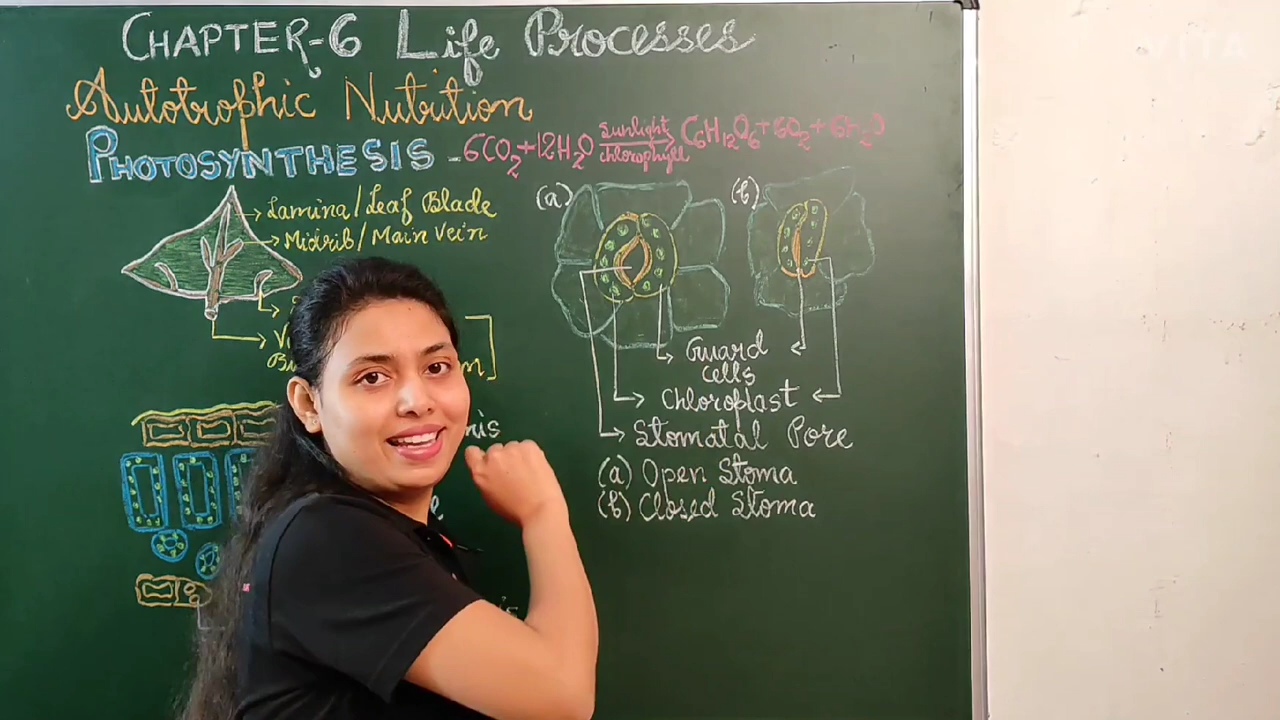 CHAPTER-6 Life Processes
Autotrophic Nutrition
PHOTOSYNTHESIS - 6CO2+12H2O sunlight chlorophyll C6H12O6+6O2+6H2O
Lamina/Leaf Blade
Midrib/Main Vein
(a)
(b)
Guard
cells
Chloroplast
Stomatal Pore
(a) Open Stoma
(b) Closed Stoma